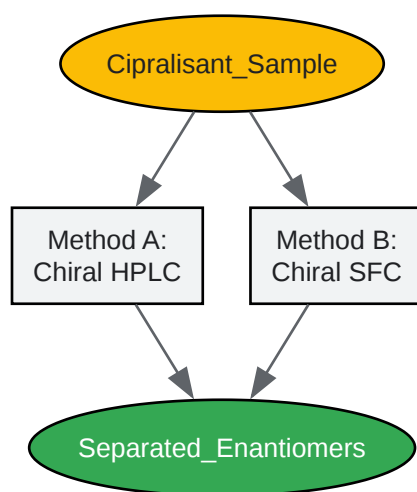 Cipralisant_Sample
Method A:
Chiral HPLC
Method B:
Chiral SFC
Separated_Enantiomers